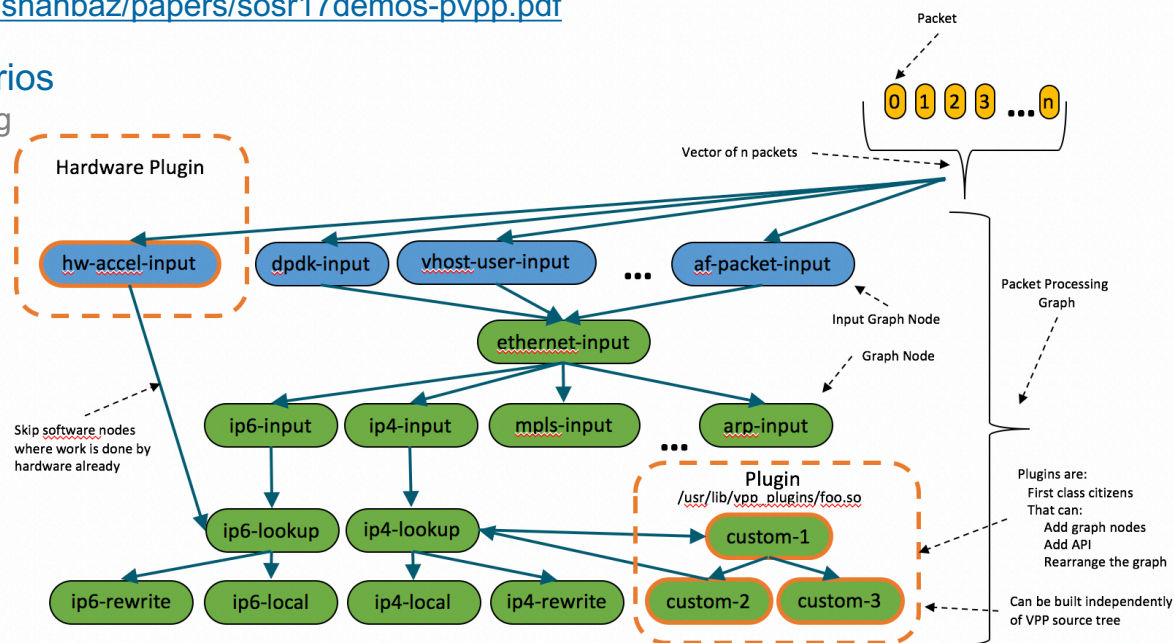 shahbaz/papers/sosr17demos-pvpp.pdf
rios
g
Packet
0 1 2 3 ... n
Vector of n packets
Hardware Plugin
hw-accel-input
dpdk-input
vhost-user-input
...
af-packet-input
Input Graph Node
Packet Processing
Graph
ethernet-input
Graph Node
ip6-input
ip4-input
mpls-input
...
arp-input
Skip software nodes
where work is done by
hardware already
Plugin
/usr/lib/vpp_plugins/foo.so
Plugins are:
First class citizens
That can:
Add graph nodes
Add API
Rearrange the graph
ip6-lookup
ip4-lookup
custom-1
ip6-rewrite
ip6-local
ip4-local
ip4-rewrite
custom-2
custom-3
Can be built independently
of VPP source tree